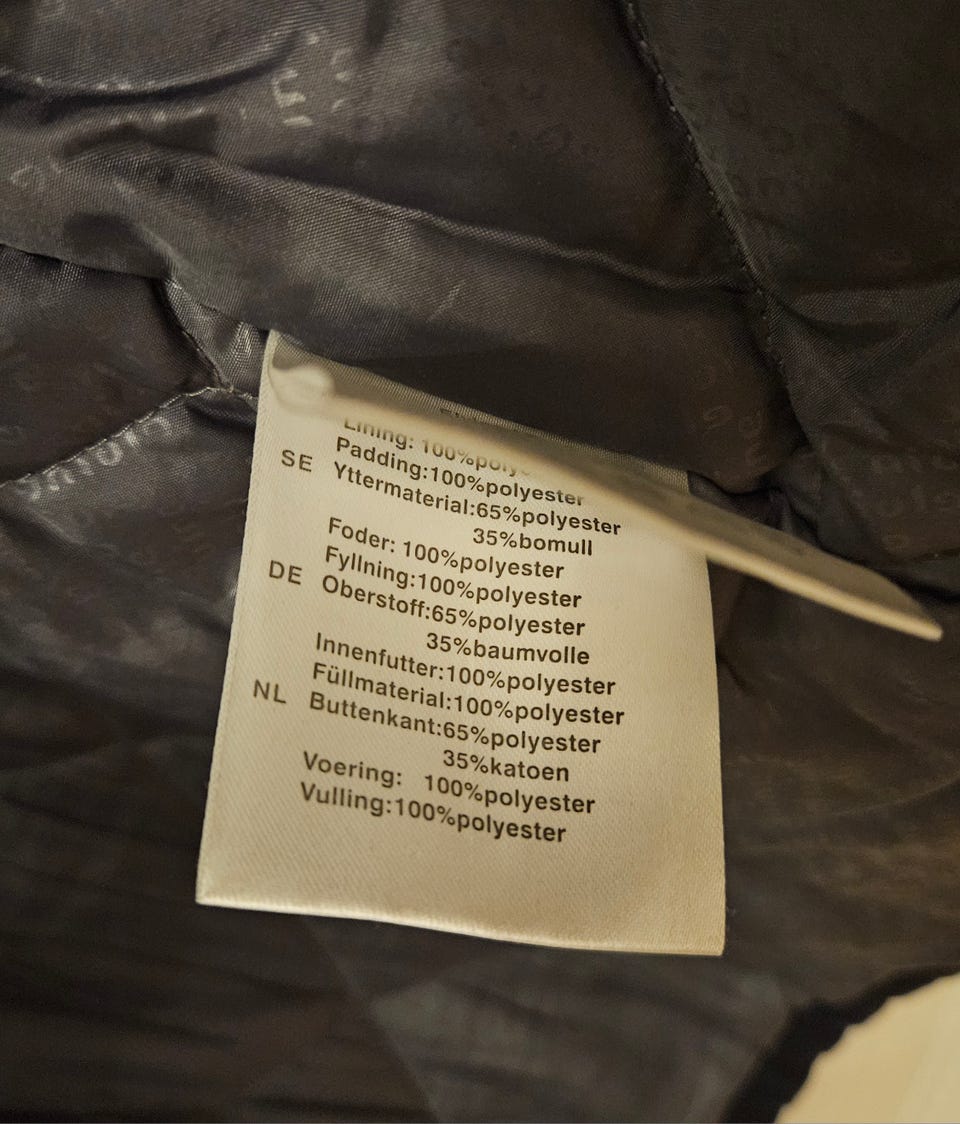 Lining: 100%
Padding:100%polyester
SE Yttermaterial:65%polyester
35%bomull
Foder: 100%polyester
Fyllning:100%polyester
DE Oberstoff:65%polyester
35%baumvolle
Innenfutter:100%polyester
Füllmaterial:100%polyester
NL Buttenkant:65%polyester
35%katoen
Voering: 100%polyester
Vulling:100%polyester